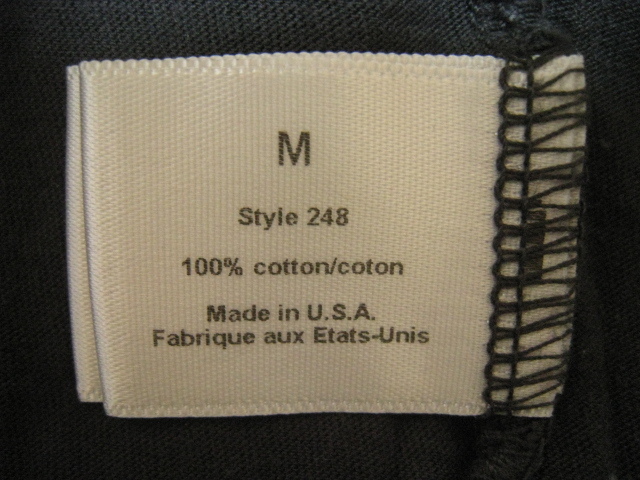 M
Style 248
100% cotton/coton
Made in U.S.A.
Fabrique aux Etats-Unis